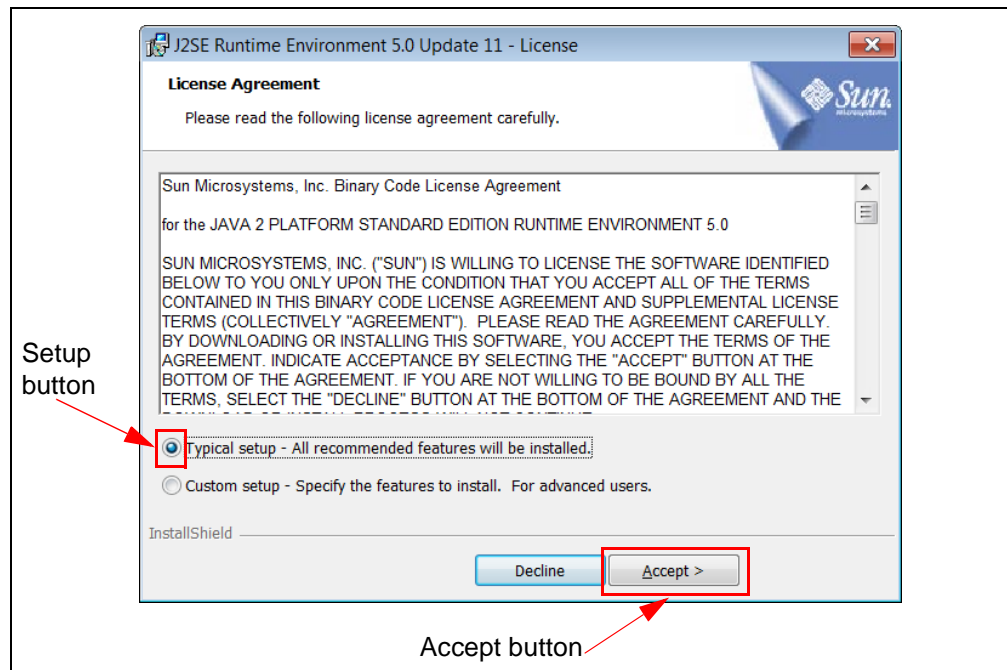 J2SE Runtime Environment 5.0 Update 11 - License
License Agreement
Please read the following license agreement carefully.
Sun
microsystems
Sun Microsystems, Inc. Binary Code License Agreement
for the JAVA 2 PLATFORM STANDARD EDITION RUNTIME ENVIRONMENT 5.0
SUN MICROSYSTEMS, INC. ("SUN") IS WILLING TO LICENSE THE SOFTWARE IDENTIFIED
BELOW TO YOU ONLY UPON THE CONDITION THAT YOU ACCEPT ALL OF THE TERMS
CONTAINED IN THIS BINARY CODE LICENSE AGREEMENT AND SUPPLEMENTAL LICENSE
TERMS (COLLECTIVELY "AGREEMENT").  PLEASE READ THE AGREEMENT CAREFULLY.
BY DOWNLOADING OR INSTALLING THIS SOFTWARE, YOU ACCEPT THE TERMS OF THE
AGREEMENT. INDICATE ACCEPTANCE BY SELECTING THE "ACCEPT" BUTTON AT THE
BOTTOM OF THE AGREEMENT. IF YOU ARE NOT WILLING TO BE BOUND BY ALL THE
TERMS, SELECT THE "DECLINE" BUTTON AT THE BOTTOM OF THE AGREEMENT AND THE
Setup
button
Typical setup - All recommended features will be installed.
Custom setup - Specify the features to install.  For advanced users.
InstallShield
Decline
Accept >
Accept button